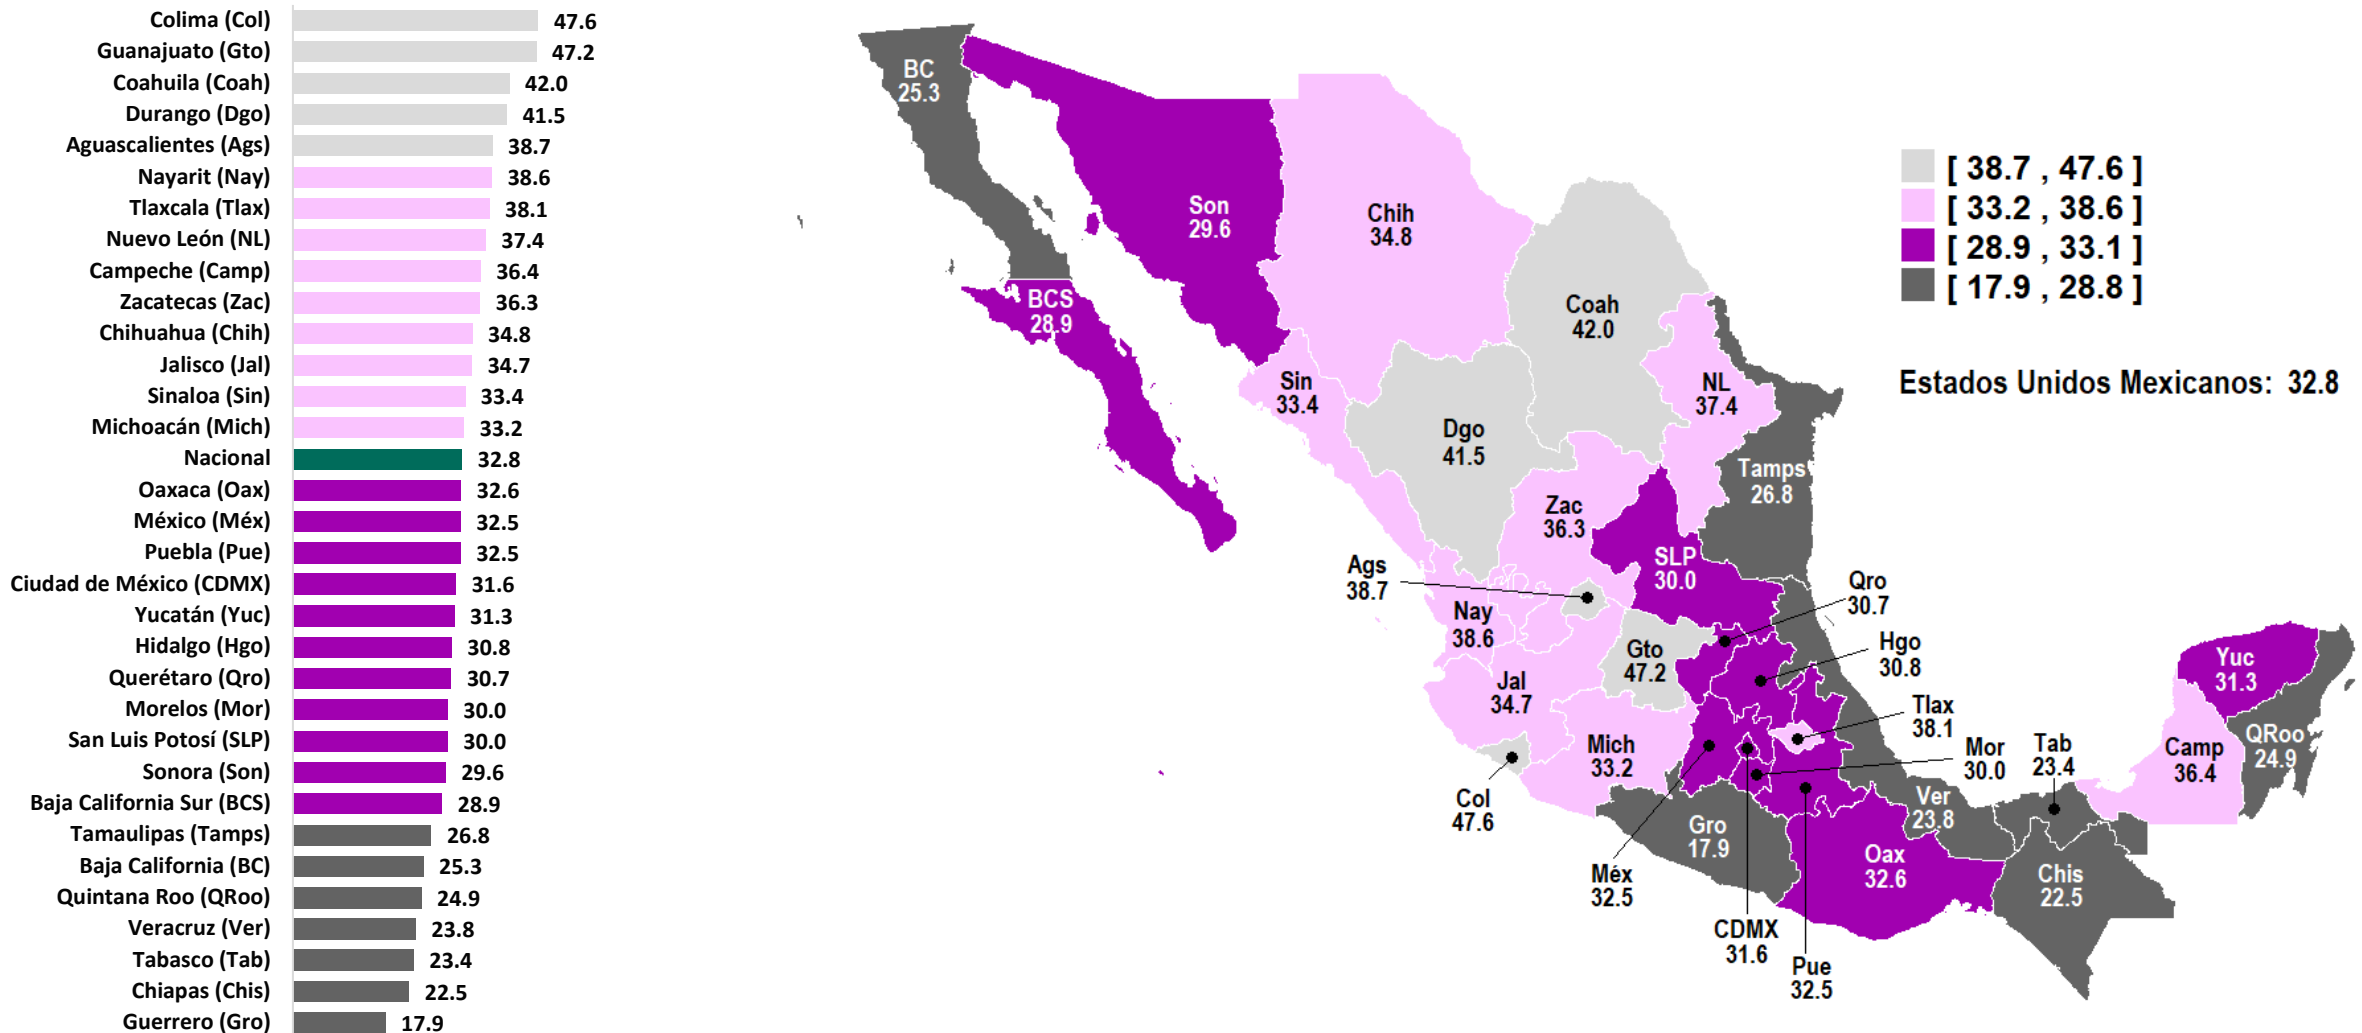 Colima (Col) 47.6
Guanajuato (Gto) 47.2
Coahuila (Coah) 42.0
Durango (Dgo) 41.5
Aguascalientes (Ags) 38.7
Nayarit (Nay) 38.6
Tlaxcala (Tlax) 38.1
Nuevo León (NL) 37.4
Campeche (Camp) 36.4
Zacatecas (Zac) 36.3
Chihuahua (Chih) 34.8
Jalisco (Jal) 34.7
Sinaloa (Sin) 33.4
Michoacán (Mich) 33.2
Nacional 32.8
Oaxaca (Oax) 32.6
México (Méx) 32.5
Puebla (Pue) 32.5
Ciudad de México (CDMX) 31.6
Yucatán (Yuc) 31.3
Hidalgo (Hgo) 30.8
Querétaro (Qro) 30.7
Morelos (Mor) 30.0
San Luis Potosí (SLP) 30.0
Sonora (Son) 29.6
Baja California Sur (BCS) 28.9
Tamaulipas (Tamps) 26.8
Baja California (BC) 25.3
Quintana Roo (QRoo) 24.9
Veracruz (Ver) 23.8
Tabasco (Tab) 23.4
Chiapas (Chis) 22.5
Guerrero (Gro) 17.9
BC
25.3
Son
29.6
Chih
34.8
BCS
28.9
Coah
42.0
Sin
33.4
NL
37.4
Dgo
41.5
Tamps
26.8
Zac
36.3
SLP
30.0
Ags
38.7
Qro
30.7
Nay
38.6
Gto
47.2
Hgo
30.8
Yuc
31.3
Jal
34.7
Tlax
38.1
Mich
33.2
Mor
30.0
Tab
23.4
Camp
36.4
QRoo
24.9
Col
47.6
Ver
23.8
Gro
17.9
Oax
32.6
Chis
22.5
Méx
32.5
CDMX
31.6
Pue
32.5
[ 38.7 , 47.6 ]
[ 33.2 , 38.6 ]
[ 28.9 , 33.1 ]
[ 17.9 , 28.8 ]
Estados Unidos Mexicanos: 32.8